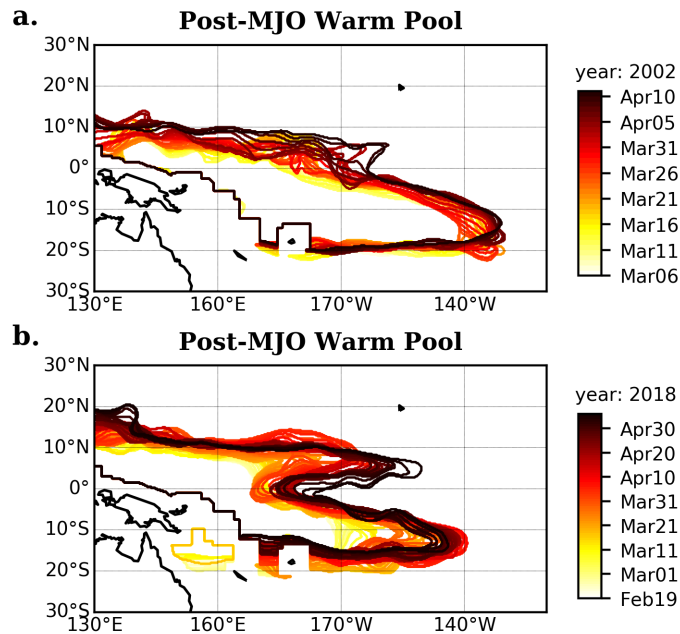 a.
Post-MJO Warm Pool
30°N
20°N
10°N
0°
10°S
20°S
30°S
130°E
160°E
170°W
140°W
year: 2002
Apr10
Apr05
Mar31
Mar26
Mar21
Mar16
Mar11
Mar06
b.
Post-MJO Warm Pool
30°N
20°N
10°N
0°
10°S
20°S
30°S
130°E
160°E
170°W
140°W
year: 2018
Apr30
Apr20
Apr10
Mar31
Mar21
Mar11
Mar01
Feb19